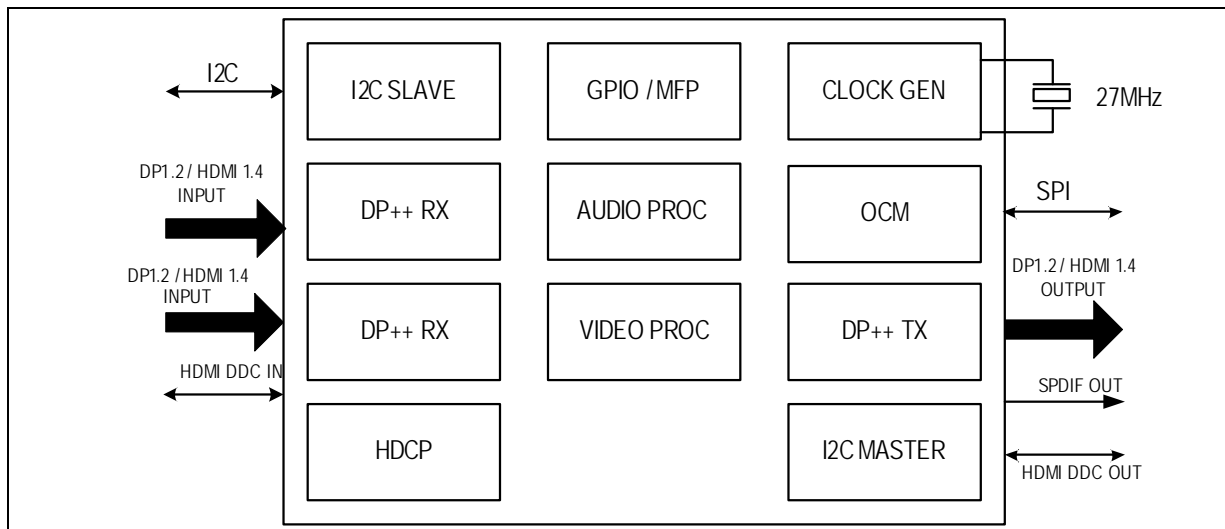 I2C
I2C SLAVE
GPIO / MFP
CLOCK GEN
27MHz
DP1.2 / HDMI 1.4
INPUT
DP++ RX
AUDIO PROC
OCM
SPI
DP1.2 / HDMI 1.4
INPUT
DP++ RX
VIDEO PROC
DP++ TX
DP1.2 / HDMI 1.4
OUTPUT
HDMI DDC IN
SPDIF OUT
HDCP
I2C MASTER
HDMI DDC OUT